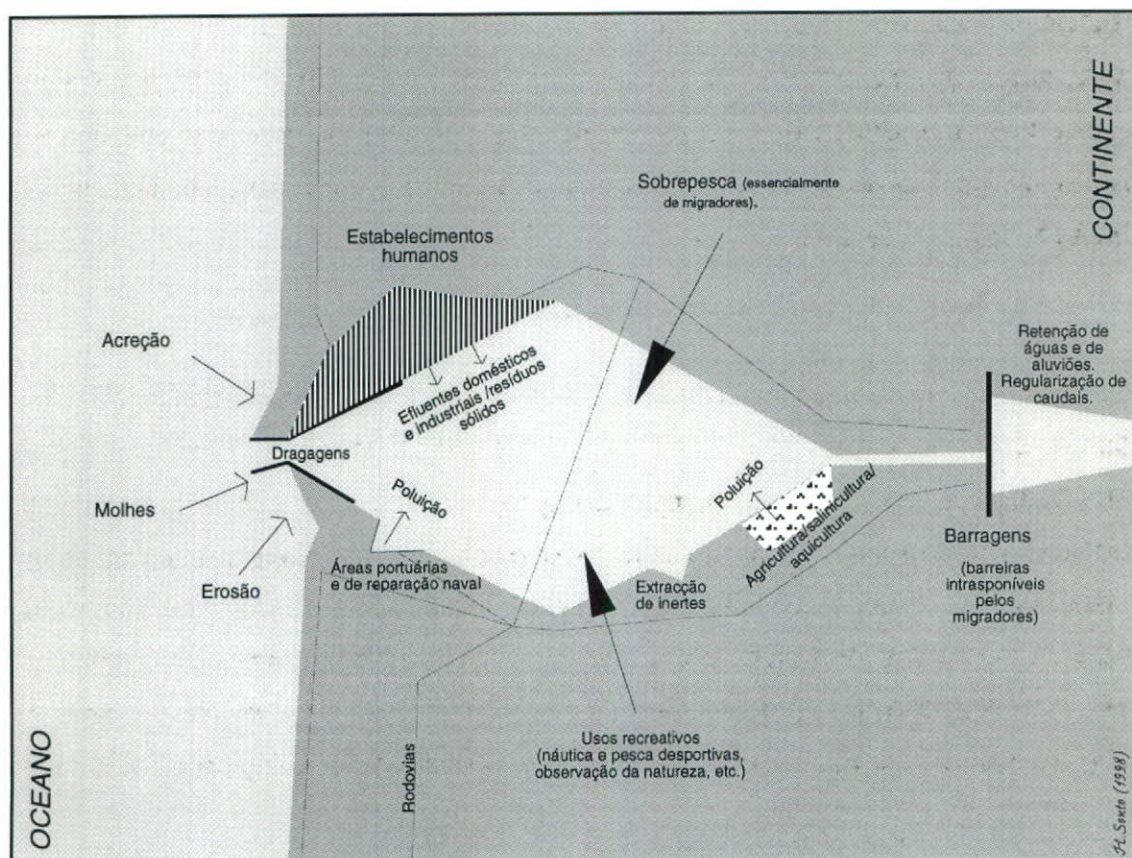 CONTINENTE
Sobrepesca (essencialmente
de migradores).
Estabelecimentos
humanos
Acreção
Retenção de
águas e de
aluviões.
Regularização de
caudais.
Efluentes domésticos
e industriais /resíduos
sólidos
Dragagens
Molhes
Poluição
Poluição
Agricultura/salinicultura/
aquicultura
Barragens
(barreiras
intrasponíveis
pelos
migradores)
Erosão
Áreas portuárias
e de reparação naval
Extracção
de inertes
Usos recreativos
(náutica e pesca desportivas,
observação da natureza, etc.)
Rodovias
OCEANO
(1998)